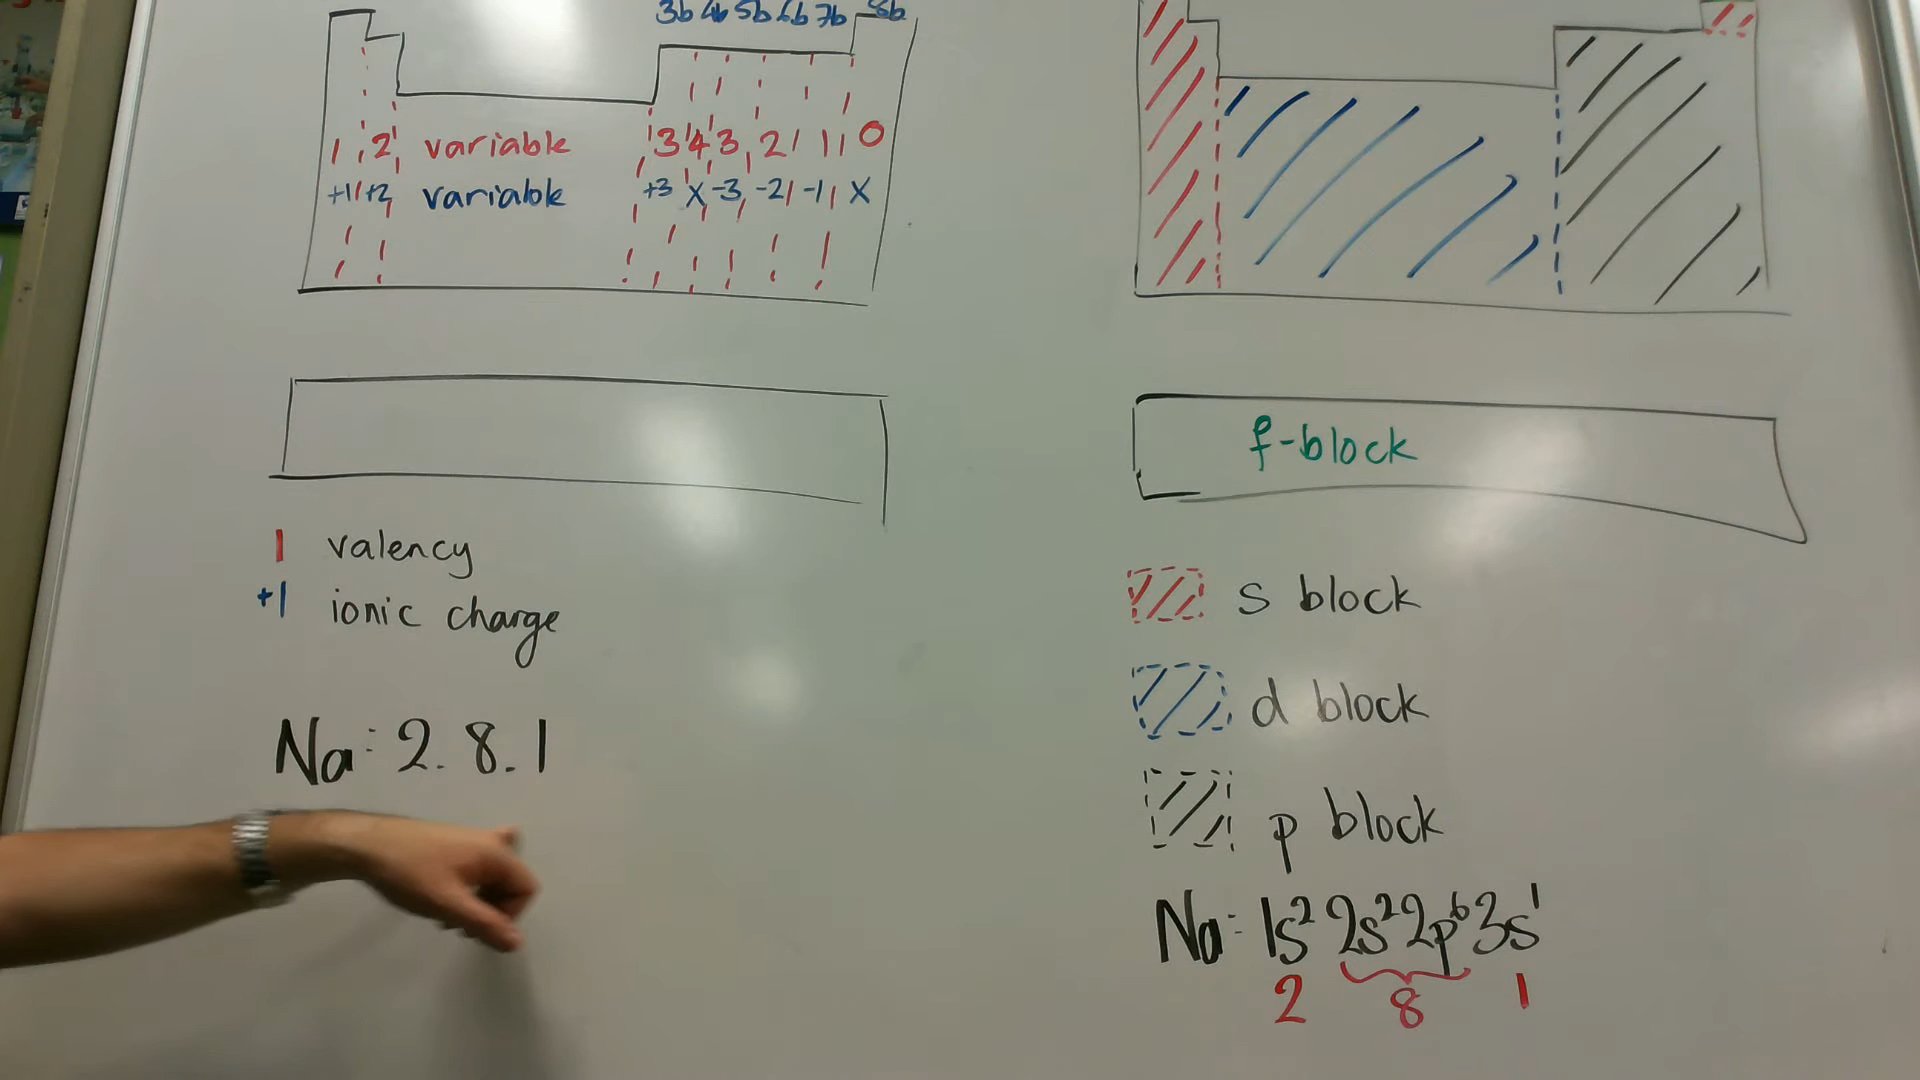 3b 4b 5b 6b 7b 8b
1 2 variable 3 4 3 2 1 0
+1 +2 variable +3 X -3 -2 -1 X
1 valency
+1 ionic charge
Na: 2.8.1
f-block
s block
d block
p block
Na: 1s² 2s² 2p⁶ 3s¹
2 8 1